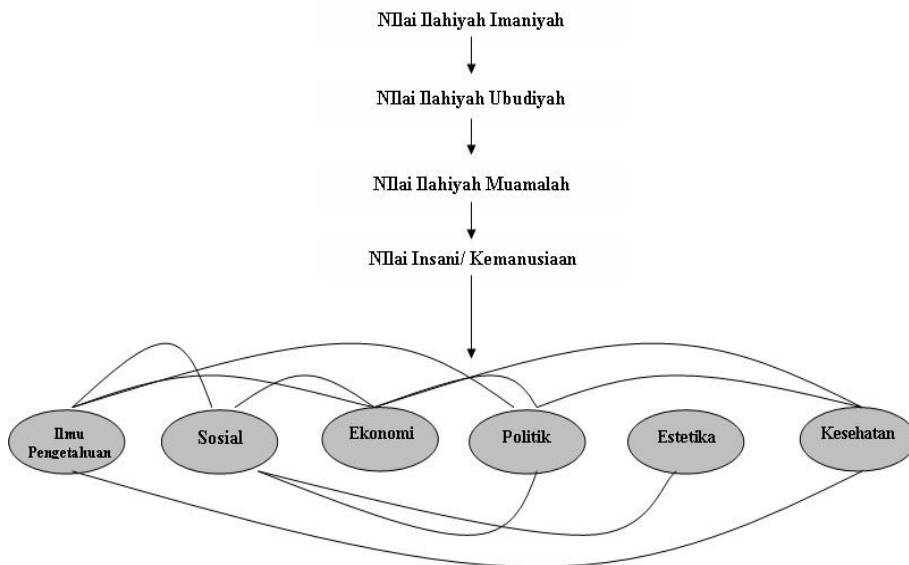 NIlai Ilahiyah Imaniyah
NIlai Ilahiyah Ubudiyah
NIlai Ilahiyah Muamalah
NIlai Insani/ Kemanusiaan
Ilmu
Pengetahuan
Sosial
Ekonomi
Politik
Estetika
Kesehatan